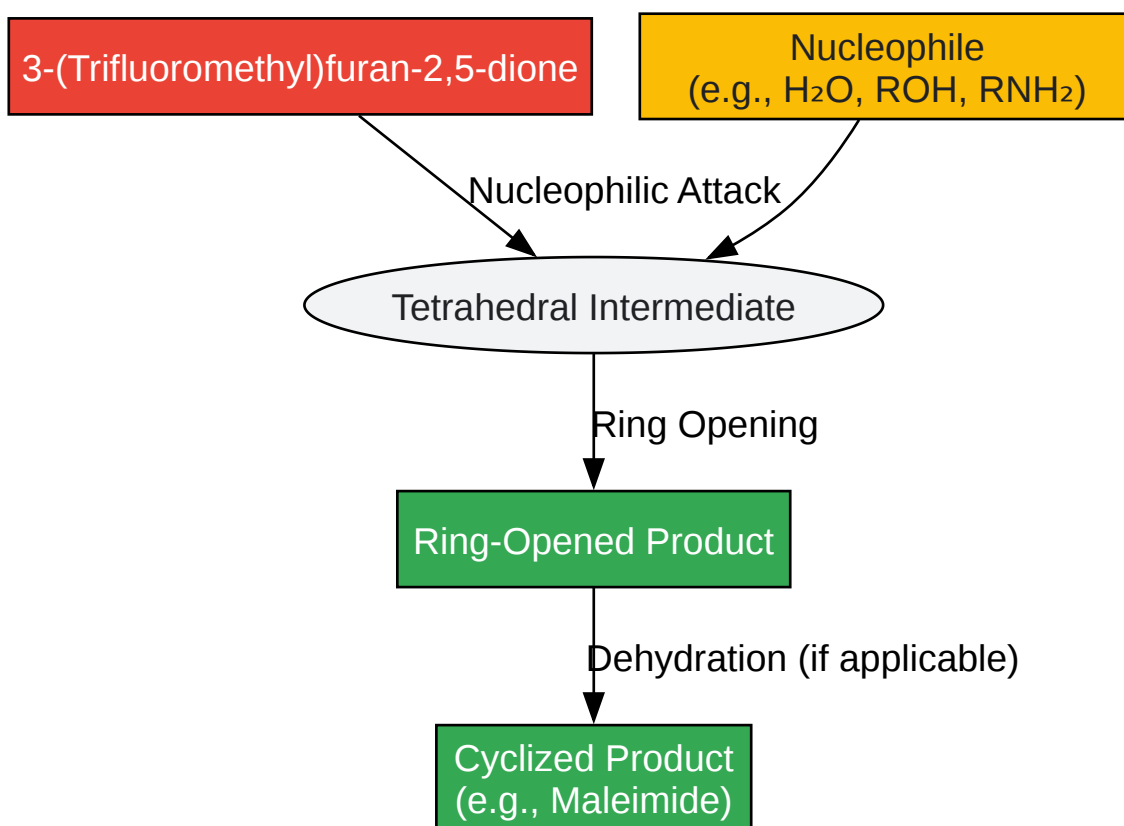 3-(Trifluoromethyl)furan-2,5-dione
Nucleophile
(e.g., H₂O, ROH, RNH₂)
Nucleophilic Attack
Tetrahedral Intermediate
Ring Opening
Ring-Opened Product
Dehydration (if applicable)
Cyclized Product
(e.g., Maleimide)